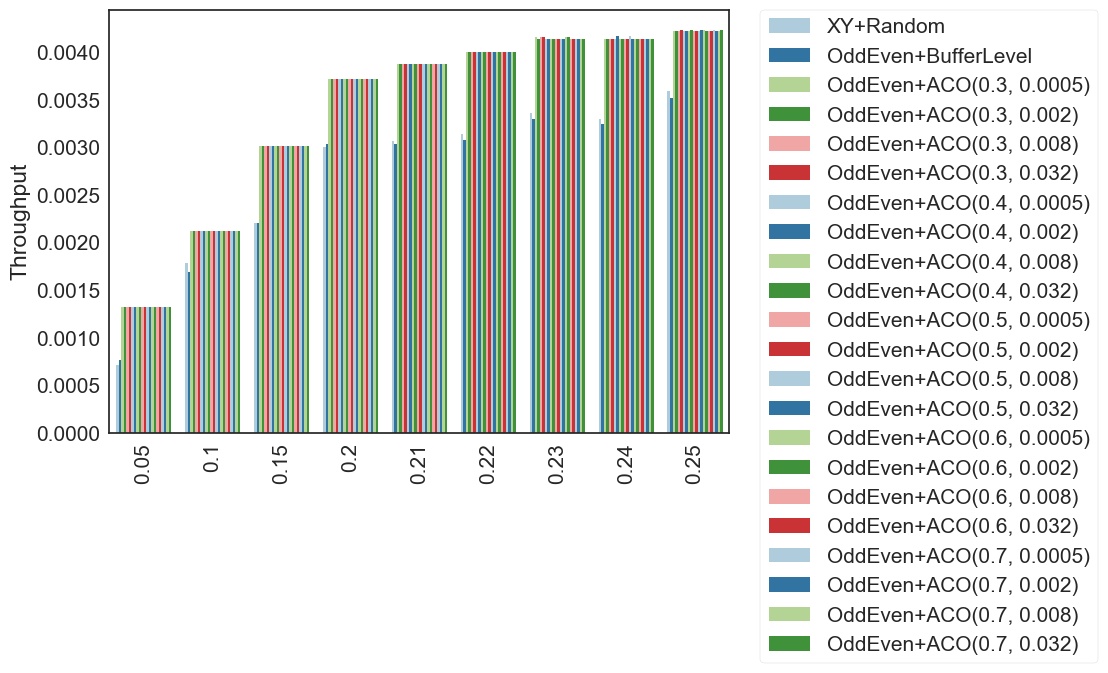 Throughput
0.0040
0.0035
0.0030
0.0025
0.0020
0.0015
0.0010
0.0005
0.0000
0.05
0.1
0.15
0.2
0.21
0.22
0.23
0.24
0.25
XY+Random
OddEven+BufferLevel
OddEven+ACO(0.3, 0.0005)
OddEven+ACO(0.3, 0.002)
OddEven+ACO(0.3, 0.008)
OddEven+ACO(0.3, 0.032)
OddEven+ACO(0.4, 0.0005)
OddEven+ACO(0.4, 0.002)
OddEven+ACO(0.4, 0.008)
OddEven+ACO(0.4, 0.032)
OddEven+ACO(0.5, 0.0005)
OddEven+ACO(0.5, 0.002)
OddEven+ACO(0.5, 0.008)
OddEven+ACO(0.5, 0.032)
OddEven+ACO(0.6, 0.0005)
OddEven+ACO(0.6, 0.002)
OddEven+ACO(0.6, 0.008)
OddEven+ACO(0.6, 0.032)
OddEven+ACO(0.7, 0.0005)
OddEven+ACO(0.7, 0.002)
OddEven+ACO(0.7, 0.008)
OddEven+ACO(0.7, 0.032)